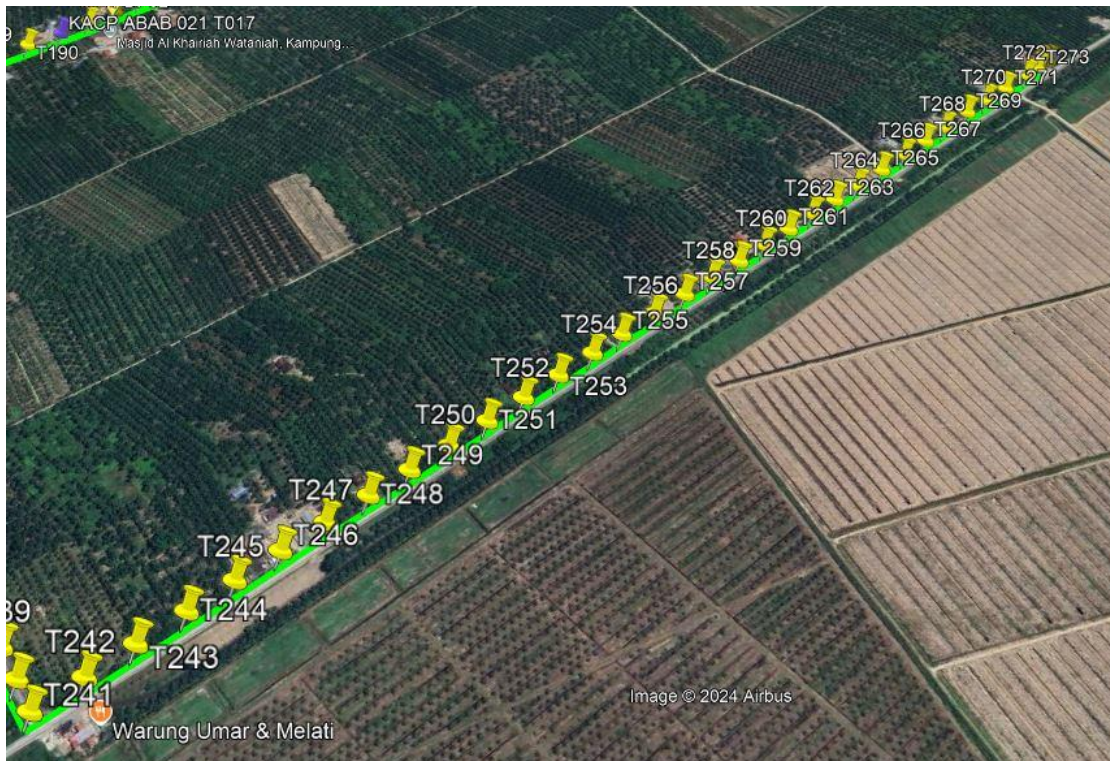 KACP ABAB 021 T017
T190
Masjid Al Khairiah Wataniah, Kampung...
T272
T273
T270
T271
T268
T269
T266
T267
T264
T265
T262
T263
T260
T261
T258
T259
T256
T257
T254
T255
T252
T253
T250
T251
T249
T247
T248
T246
T245
T244
T242
T243
T241
Warung Umar & Melati
Image © 2024 Airbus